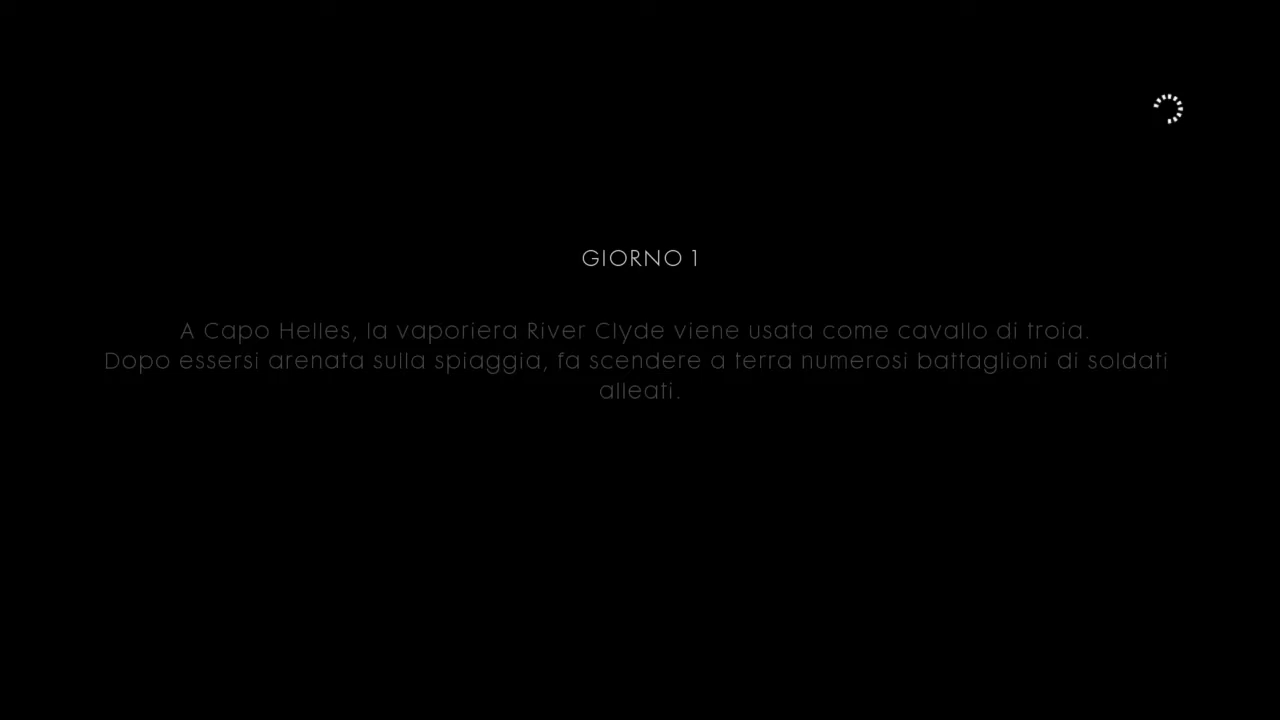 GIORNO 1
A Capo Helles, la vaporiera River Clyde viene usata come cavallo di troia.
Dopo essersi arenata sulla spiaggia, fa scendere a terra numerosi battaglioni di soldati
alleati.